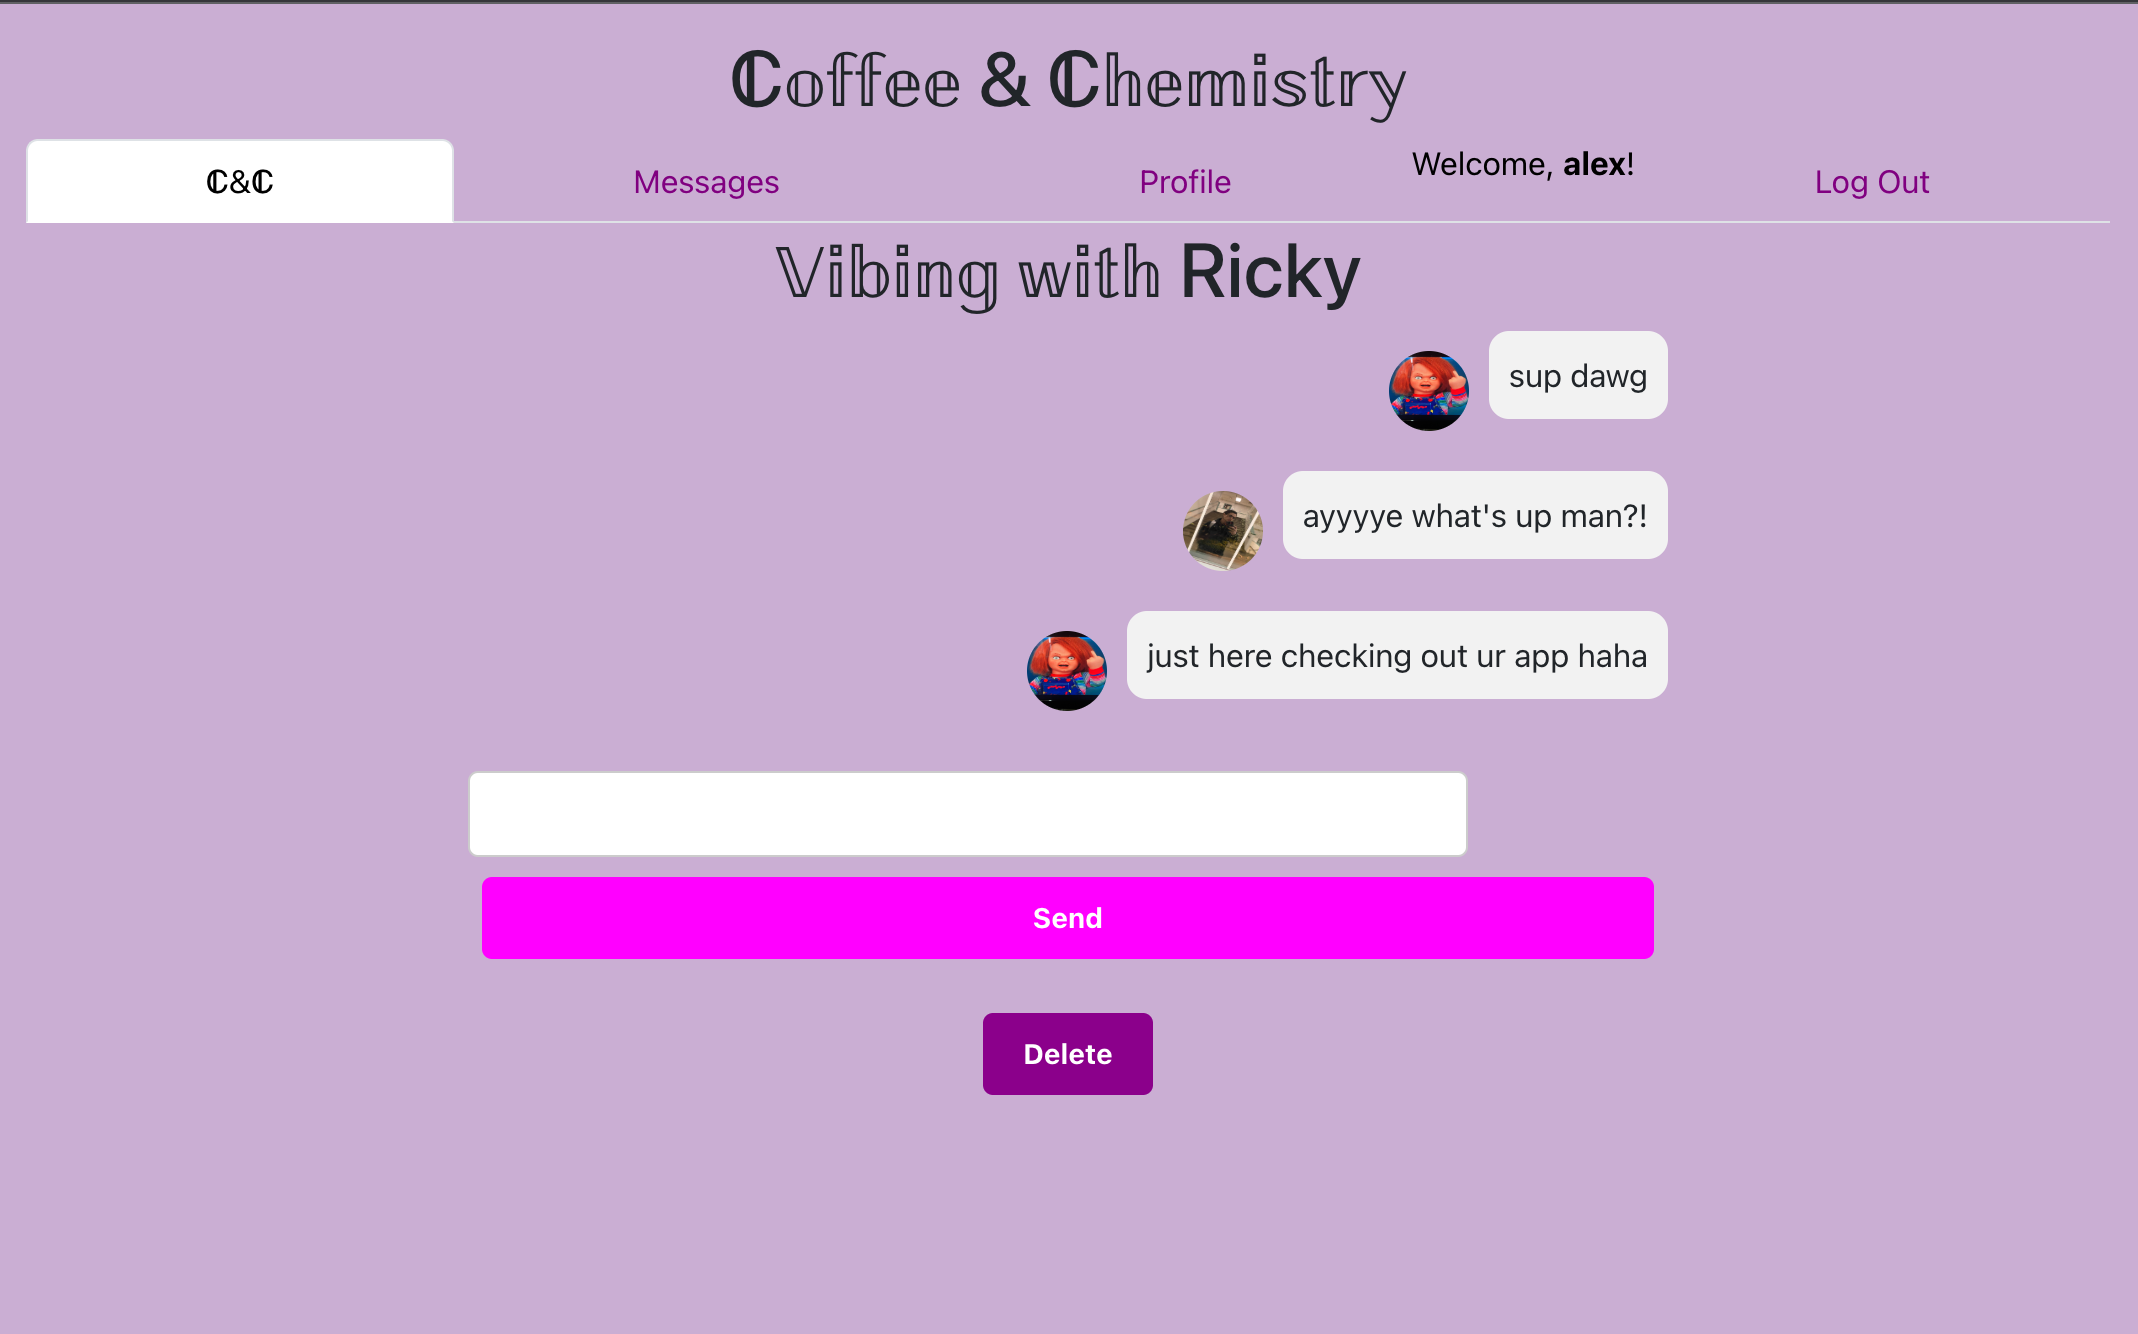 ℂoffee & ℂhemistry
ℂ&ℂ
Messages
Profile
Welcome, alex!
Log Out
𝕍𝕚𝕓𝕚𝕟𝕘 𝕨𝕚𝕥𝕙 Ricky
sup dawg
ayyyye what's up man?!
just here checking out ur app haha
Send
Delete